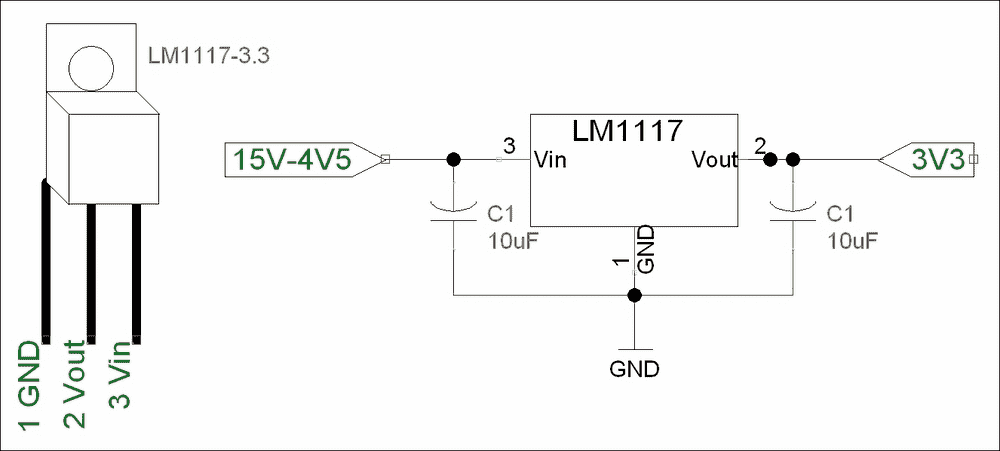 LM1117-3.3
1 GND
2 Vout
3 Vin
15V-4V5
3
LM1117
Vin
Vout
2
3V3
C1
10uF
1
GND
C1
10uF
GND